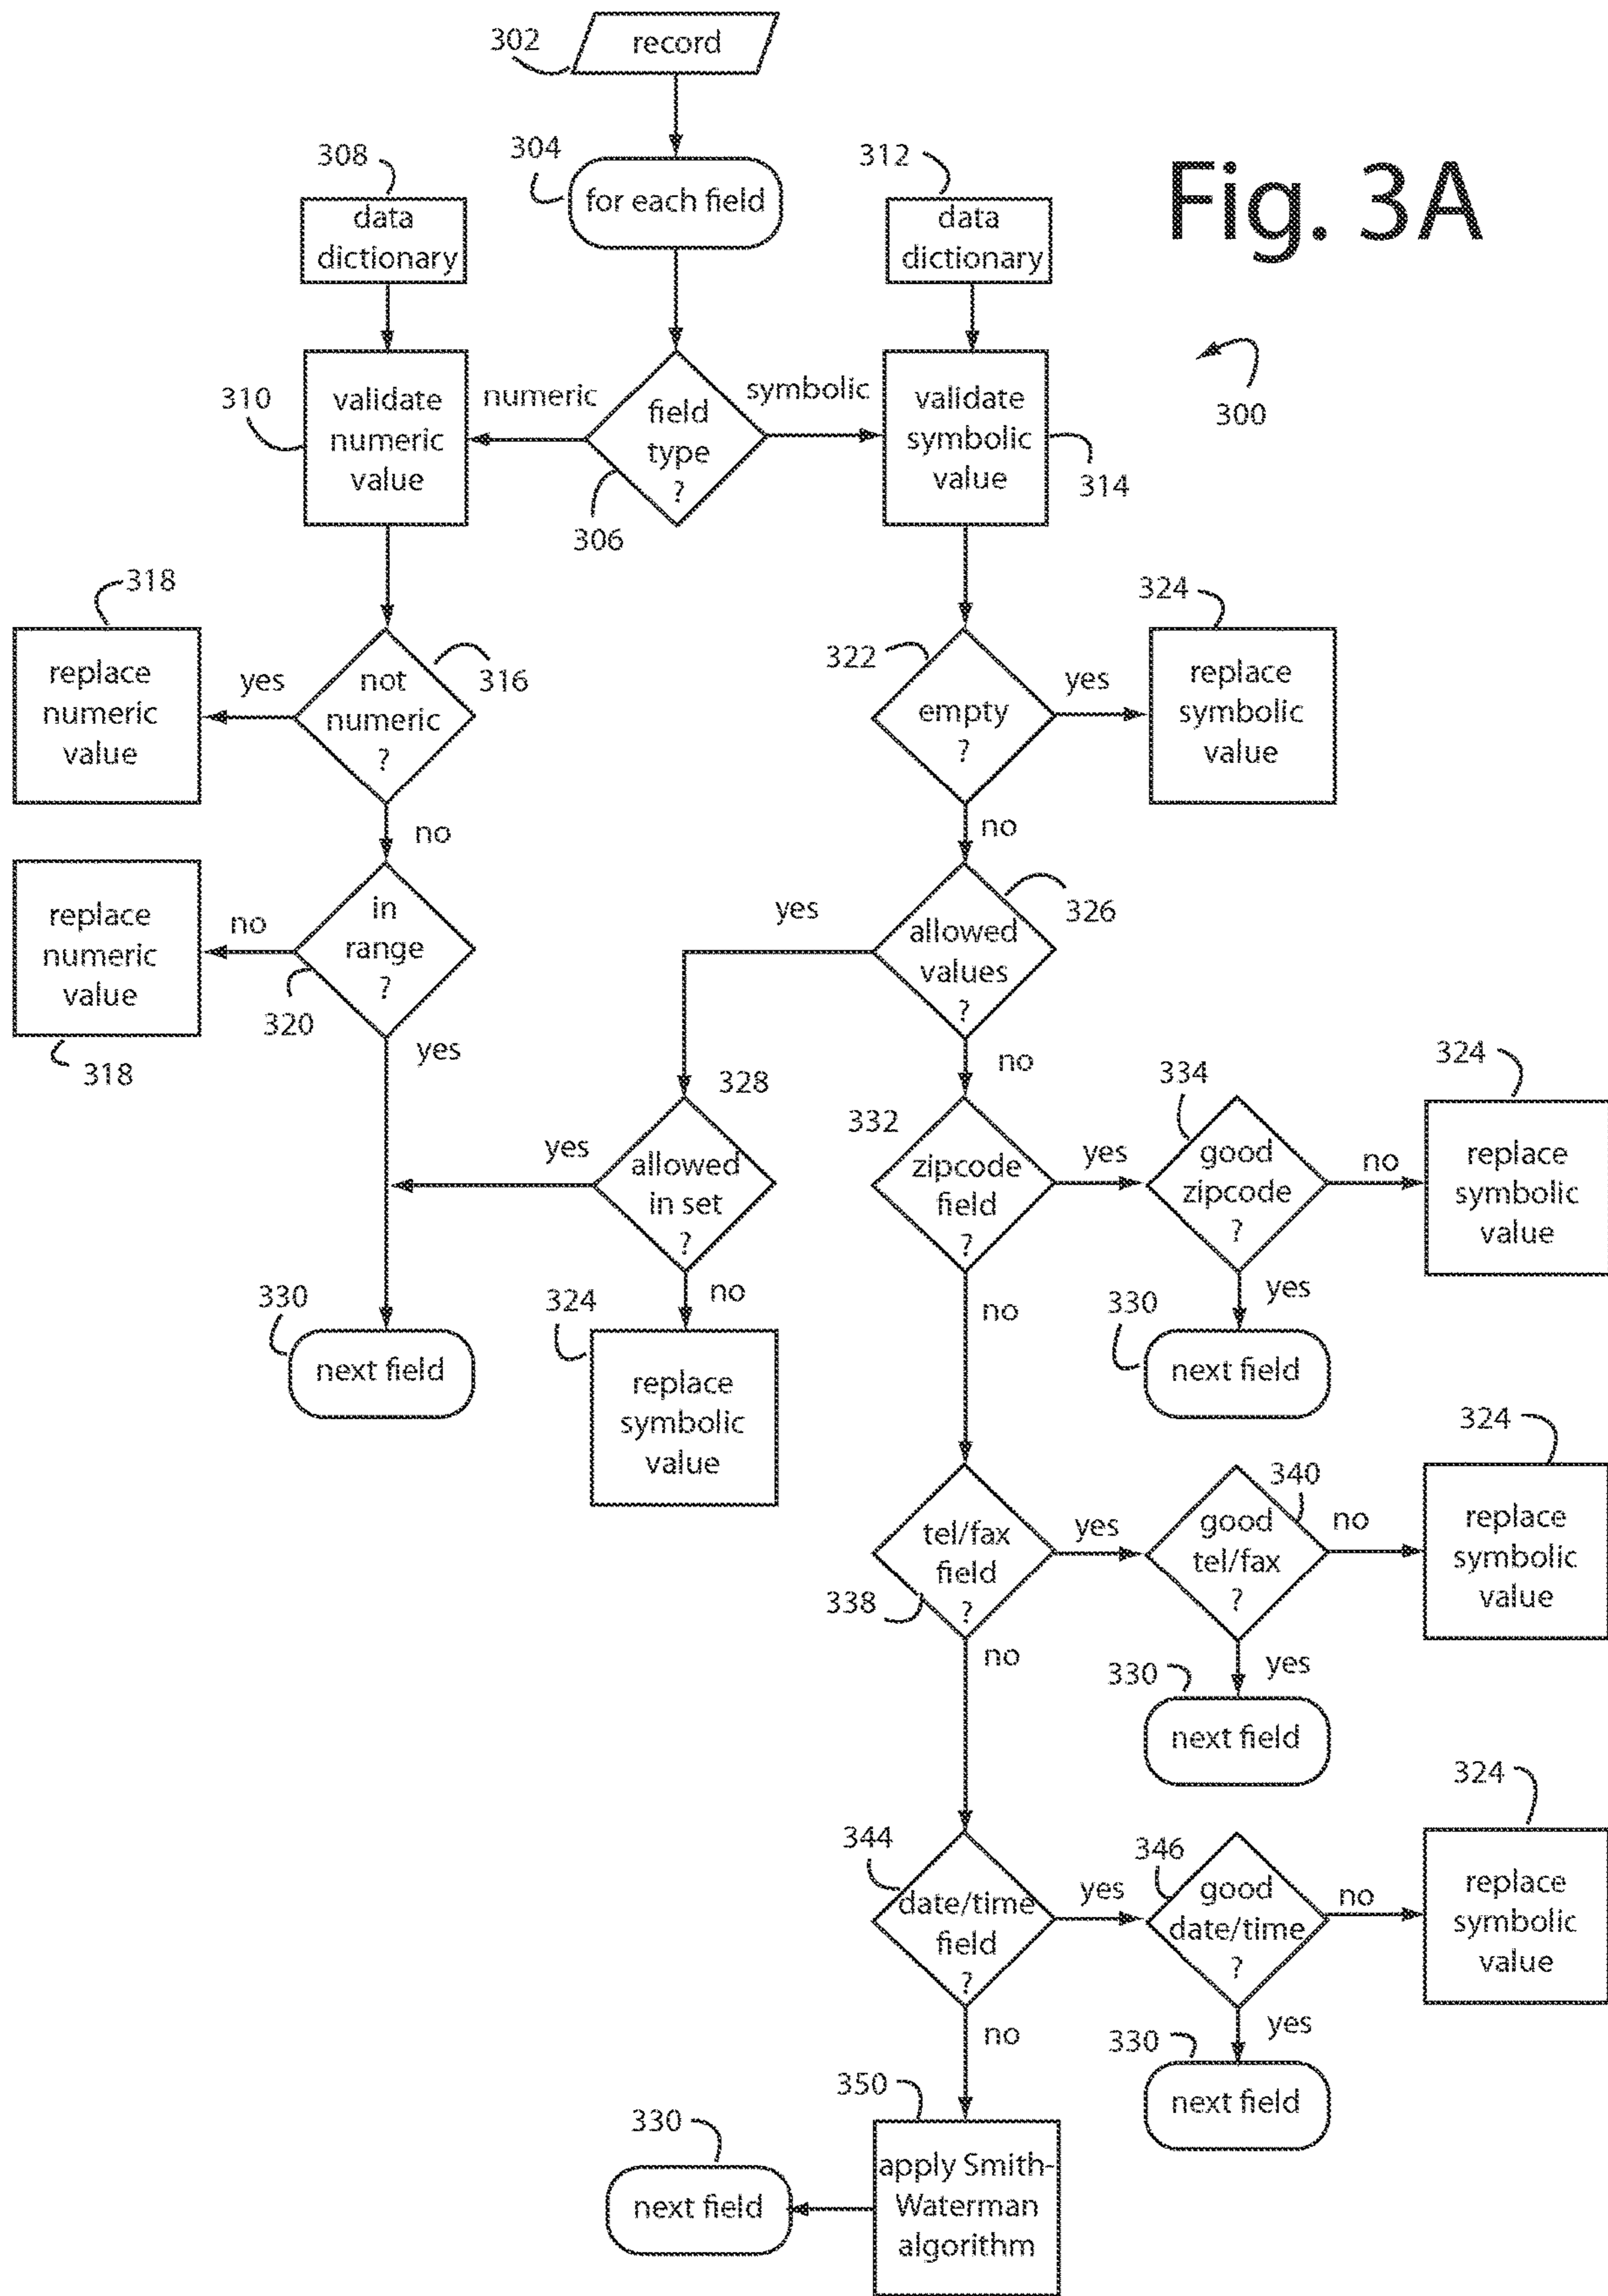 302
record
Fig. 3A
308
304
312
data
dictionary
for each field
data
dictionary
300
310
validate
numeric
value
numeric
field
type
?
306
symbolic
validate
symbolic
value
314
318
replace
numeric
value
yes
not
numeric
?
316
no
322
empty
?
yes
324
replace
symbolic
value
no
replace
numeric
value
318
no
in
range
?
320
yes
yes
allowed
values
?
326
no
328
allowed
in set
?
yes
no
332
zipcode
field
?
yes
334
good
zipcode
?
no
324
replace
symbolic
value
yes
no
330
next field
324
replace
symbolic
value
330
next field
tel/fax
field
?
338
yes
340
good
tel/fax
?
no
324
replace
symbolic
value
no
yes
330
next field
344
date/time
field
?
yes
346
good
date/time
?
no
324
replace
symbolic
value
no
yes
330
next field
350
apply Smith-
Waterman
algorithm
330
next field